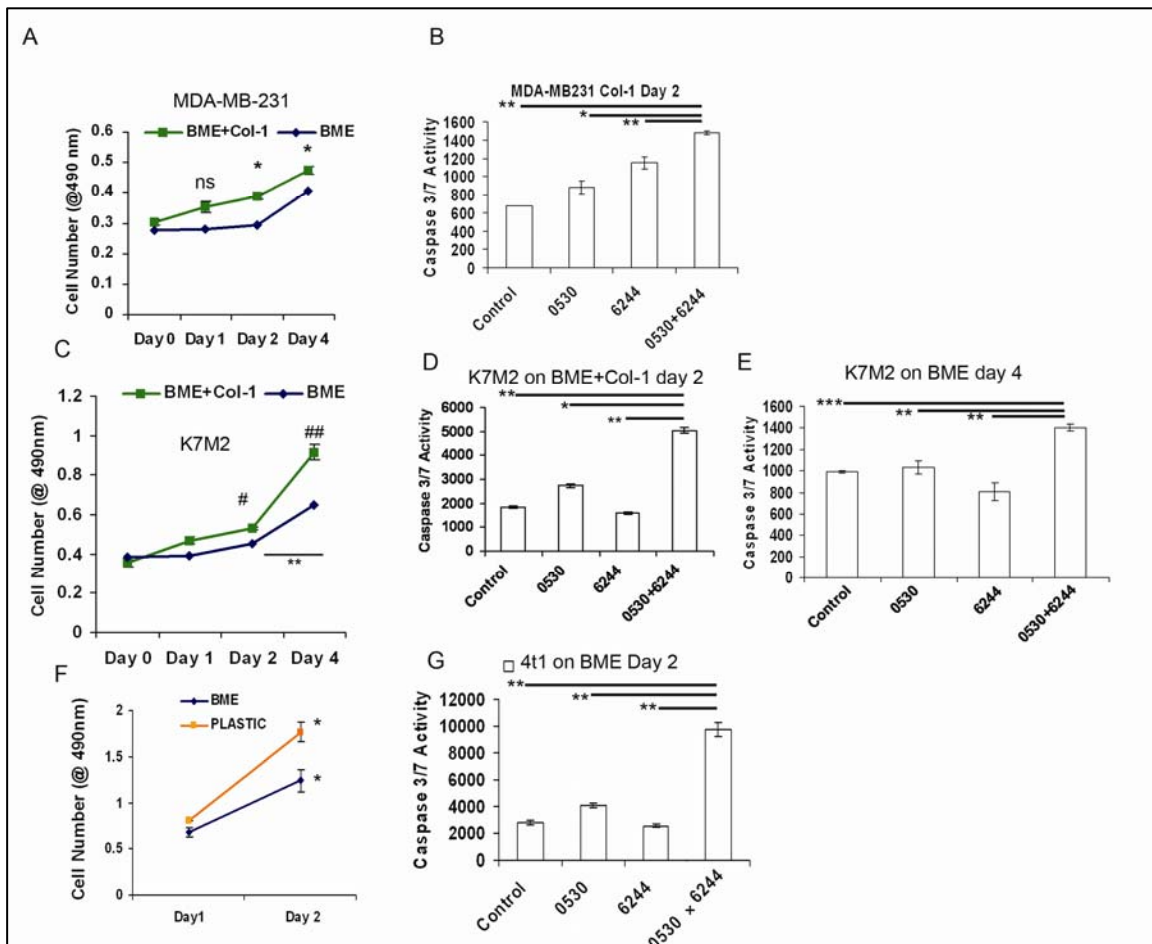 A
MDA-MB-231
BME+Col-1 BME
Cell Number (@490 nm)
0.6
0.5
0.4
0.3
0.2
0.1
0
ns
*
*
Day 0 Day 1 Day 2 Day 4
B
MDA-MB231 Col-1 Day 2
**
*
**
Caspase 3/7 Activity
1600
1400
1200
1000
800
600
400
200
0
Control 0530 6244 0530+6244
C
BME+Col-1 BME
K7M2
Cell Number (@ 490nm)
1.2
1
0.8
0.6
0.4
0.2
0
#
##
**
Day 0 Day 1 Day 2 Day 4
D
K7M2 on BME+Col-1 day 2
**
*
**
Caspase 3/7 Activity
6000
5000
4000
3000
2000
1000
0
Control 0530 6244 0530+6244
E
K7M2 on BME day 4
***
**
**
Caspase 3/7 Activity
1600
1400
1200
1000
800
600
400
200
0
Control 0530 6244 0530+6244
F
BME
PLASTIC
Cell Number (@ 490nm)
2
1.5
1
0.5
0
*
*
Day1 Day 2
G
4t1 on BME Day 2
**
**
**
Caspase 3/7 Activity
12000
10000
8000
6000
4000
2000
0
Control 0530 6244 0530 × 6244